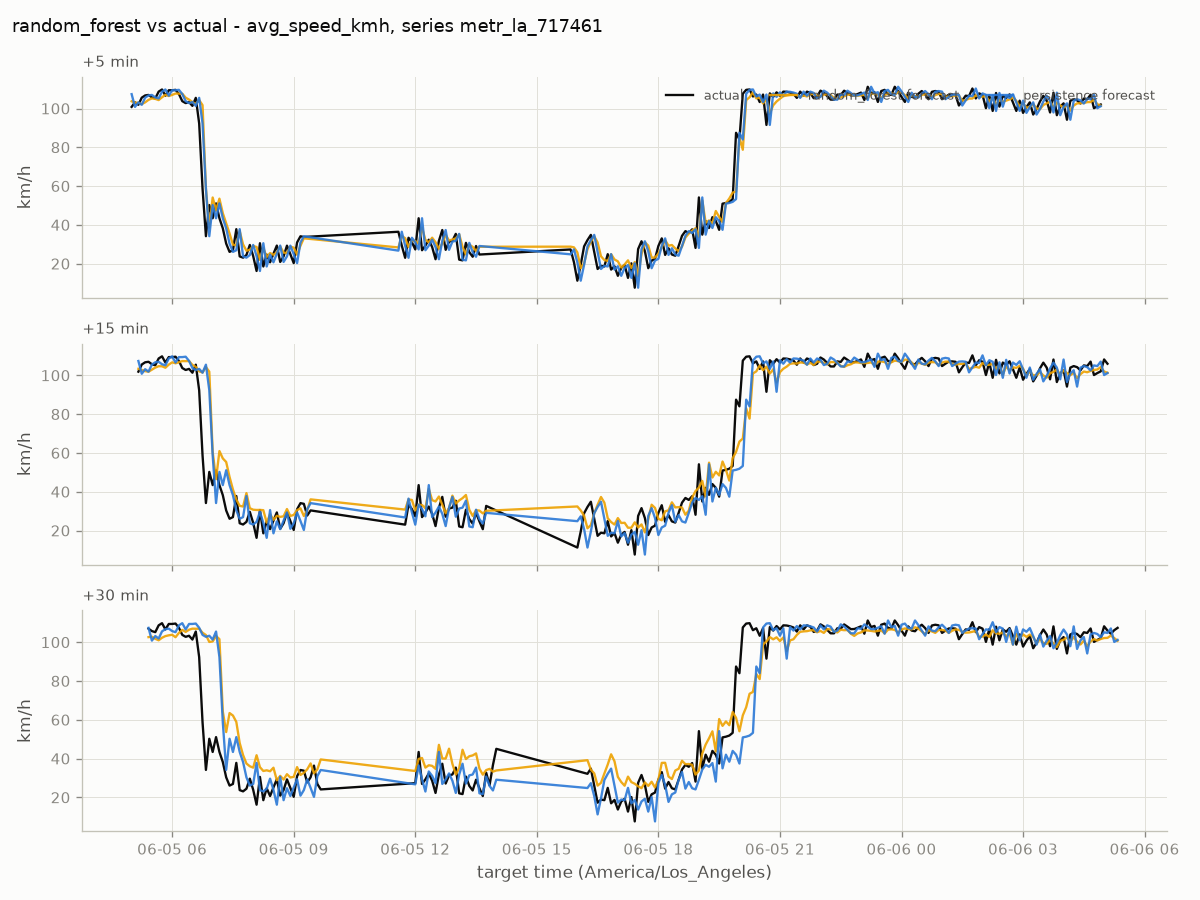 random_forest vs actual - avg_speed_kmh, series metr_la_717461
+5 min
actual random_forest forecast persistence forecast
100
80
60
40
20
km/h
+15 min
100
80
60
40
20
km/h
+30 min
100
80
60
40
20
km/h
06-05 06 06-05 09 06-05 12 06-05 15 06-05 18 06-05 21 06-06 00 06-06 03 06-06 06
target time (America/Los_Angeles)